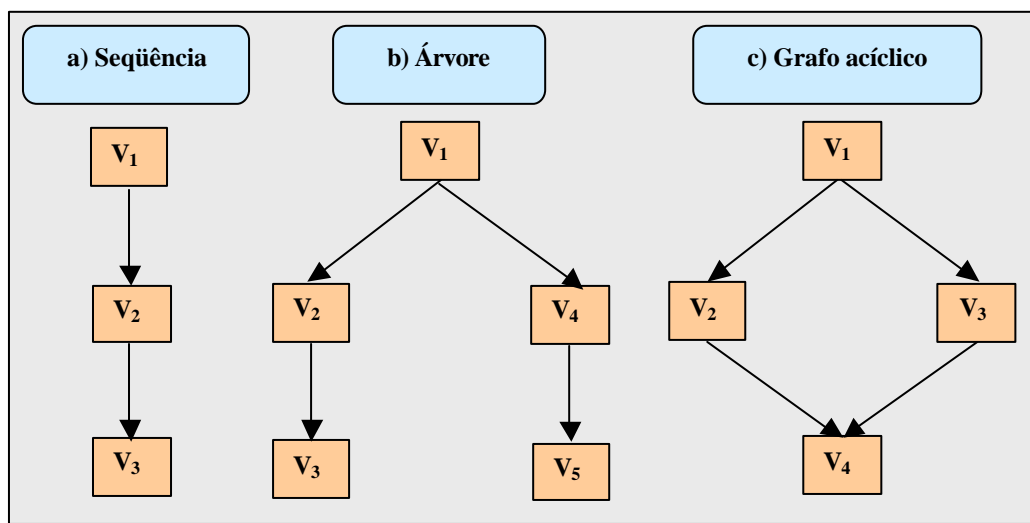 a) Seqüência
b) Árvore
c) Grafo acíclico
V₁
V₂
V₃
V₁
V₂
V₄
V₃
V₅
V₁
V₂
V₃
V₄